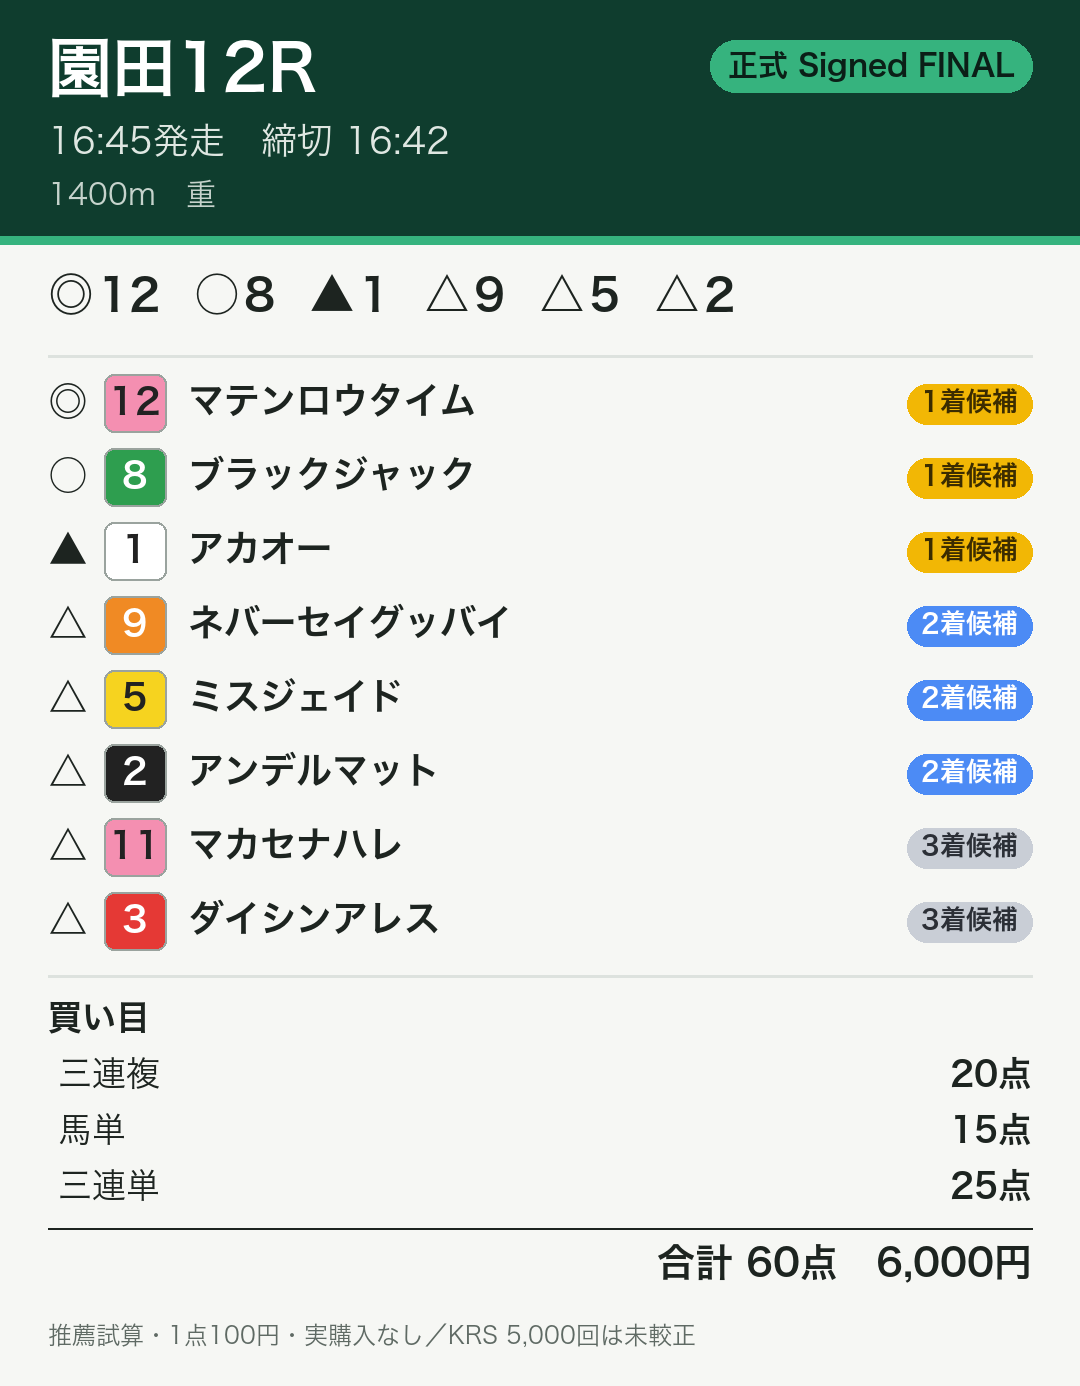 園田12R
正式 Signed FINAL
16:45発走　締切 16:42
1400m　重
◎12 ○8 ▲1 △9 △5 △2
◎ 12 マテンロウタイム 1着候補
○ 8 ブラックジャック 1着候補
▲ 1 アカオー 1着候補
△ 9 ネバーセイグッバイ 2着候補
△ 5 ミスジェイド 2着候補
△ 2 アンデルマット 2着候補
△ 11 マカセナハレ 3着候補
△ 3 ダイシンアレス 3着候補
買い目
三連複 20点
馬単 15点
三連単 25点
合計 60点　6,000円
推薦試算・1点100円・実購入なし／KRS 5,000回は未較正